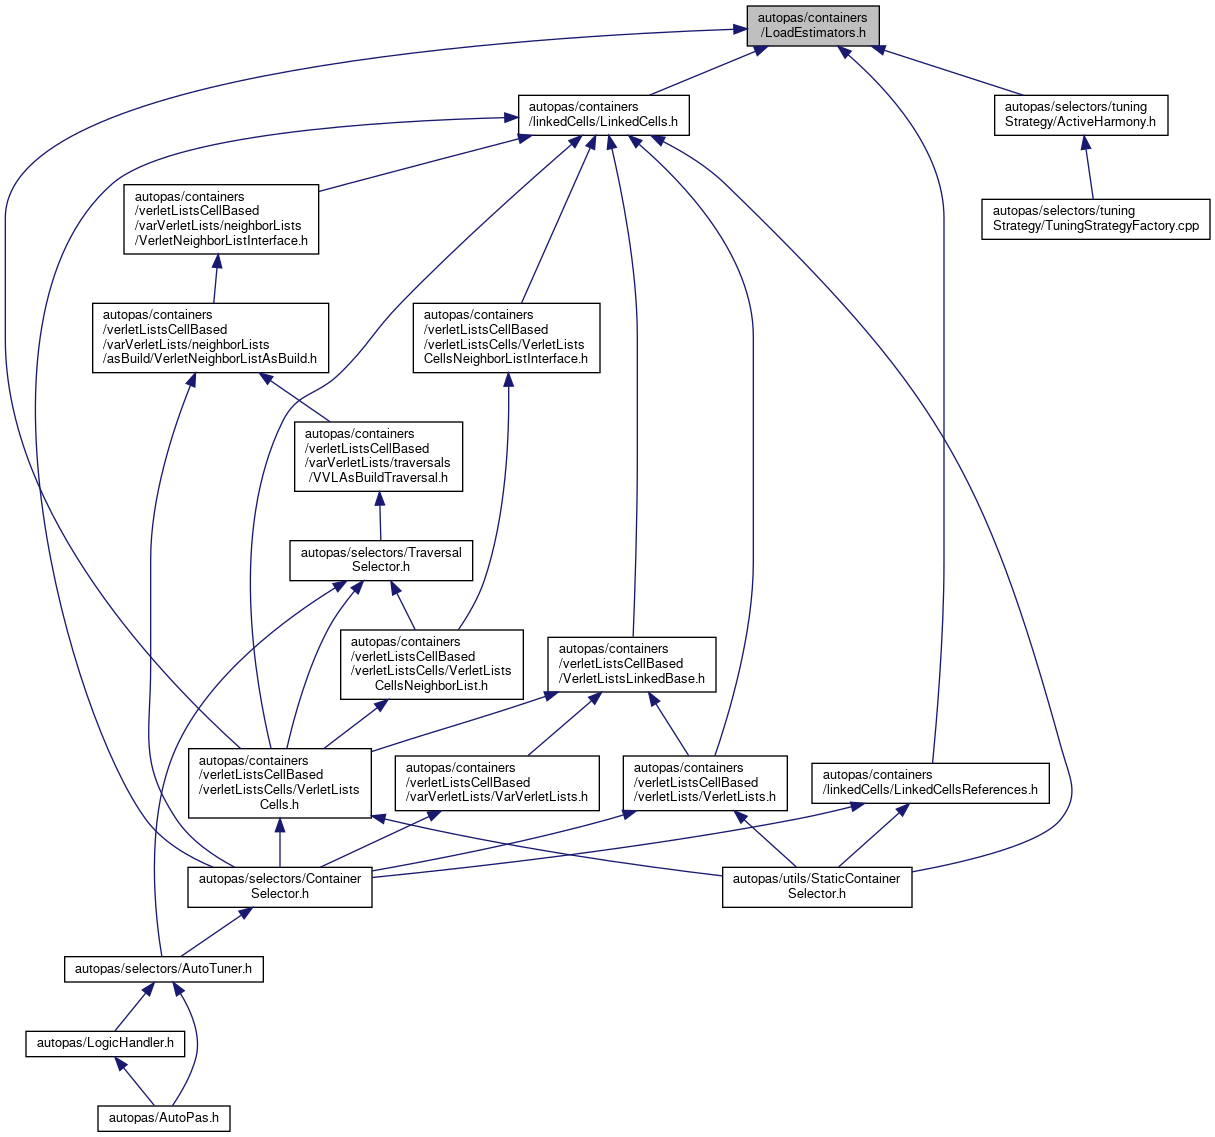 autopas/containers
/LoadEstimators.h
autopas/containers
/linkedCells/LinkedCells.h
autopas/selectors/tuning
Strategy/ActiveHarmony.h
autopas/containers
/verletListsCellBased
/varVerletLists/neighborLists
/VerletNeighborListInterface.h
autopas/selectors/tuning
Strategy/TuningStrategyFactory.cpp
autopas/containers
/verletListsCellBased
/varVerletLists/neighborLists
/asBuild/VerletNeighborListAsBuild.h
autopas/containers
/verletListsCellBased
/verletListsCells/VerletLists
CellsNeighborListInterface.h
autopas/containers
/verletListsCellBased
/varVerletLists/traversals
/VVLAsBuildTraversal.h
autopas/selectors/Traversal
Selector.h
autopas/containers
/verletListsCellBased
/verletListsCells/VerletLists
CellsNeighborList.h
autopas/containers
/verletListsCellBased
/VerletListsLinkedBase.h
autopas/containers
/verletListsCellBased
/verletListsCells/VerletLists
Cells.h
autopas/containers
/verletListsCellBased
/varVerletLists/VarVerletLists.h
autopas/containers
/verletListsCellBased
/verletLists/VerletLists.h
autopas/containers
/linkedCells/LinkedCellsReferences.h
autopas/selectors/Container
Selector.h
autopas/utils/StaticContainer
Selector.h
autopas/selectors/AutoTuner.h
autopas/LogicHandler.h
autopas/AutoPas.h